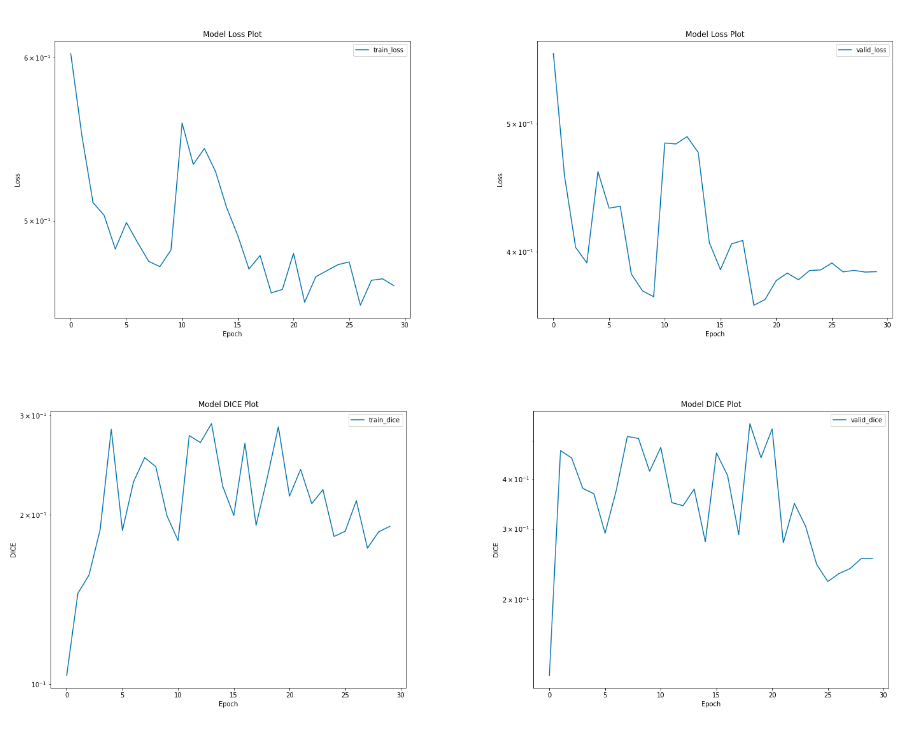 Model Loss Plot
train_loss
6 × 10⁻¹
5 × 10⁻¹
Loss
0 5 10 15 20 25 30
Epoch
Model Loss Plot
valid_loss
5 × 10⁻¹
4 × 10⁻¹
Loss
0 5 10 15 20 25 30
Epoch
Model DICE Plot
train_dice
3 × 10⁻¹
2 × 10⁻¹
10⁻¹
DICE
0 5 10 15 20 25 30
Epoch
Model DICE Plot
valid_dice
4 × 10⁻¹
3 × 10⁻¹
2 × 10⁻¹
DICE
0 5 10 15 20 25 30
Epoch